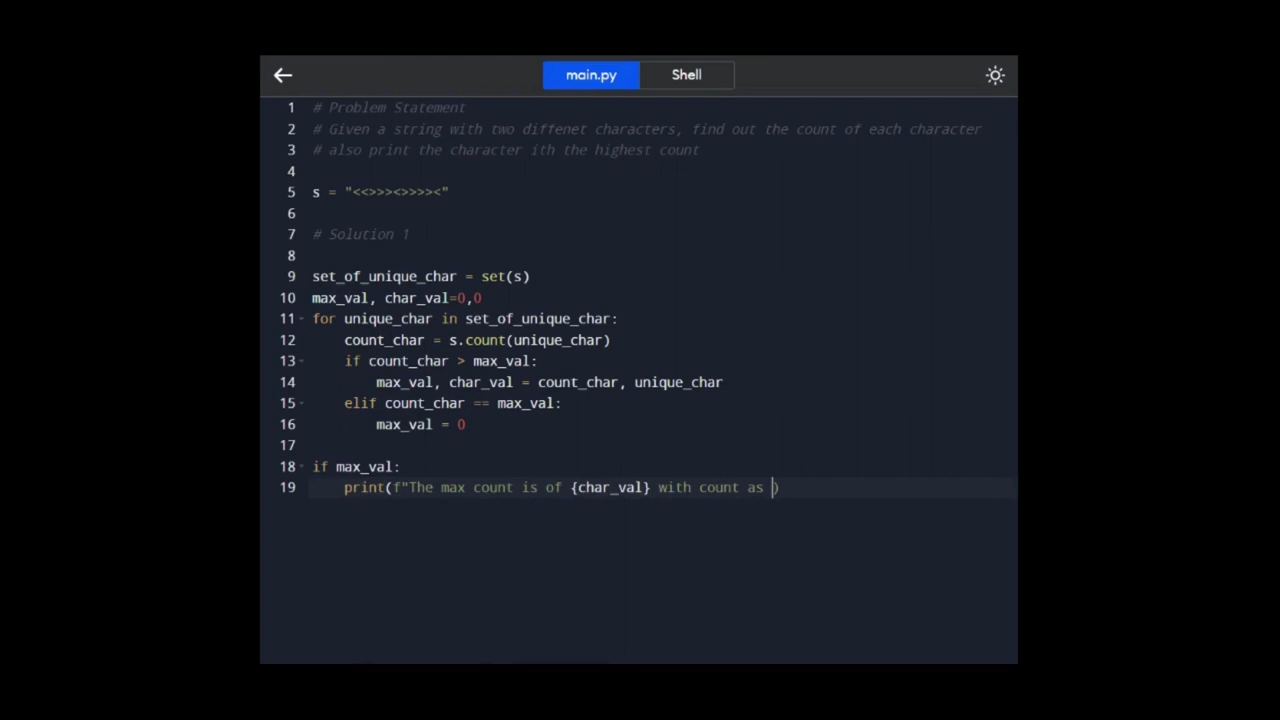 main.py Shell
1 # Problem Statement
2 # Given a string with two diffenet characters, find out the count of each character
3 # also print the character ith the highest count
4
5 s = "<<>>><>>>><"
6
7 # Solution 1
8
9 set_of_unique_char = set(s)
10 max_val, char_val=0,0
11 for unique_char in set_of_unique_char:
12     count_char = s.count(unique_char)
13     if count_char > max_val:
14         max_val, char_val = count_char, unique_char
15     elif count_char == max_val:
16         max_val = 0
17
18 if max_val:
19     print(f"The max count is of {char_val} with count as )